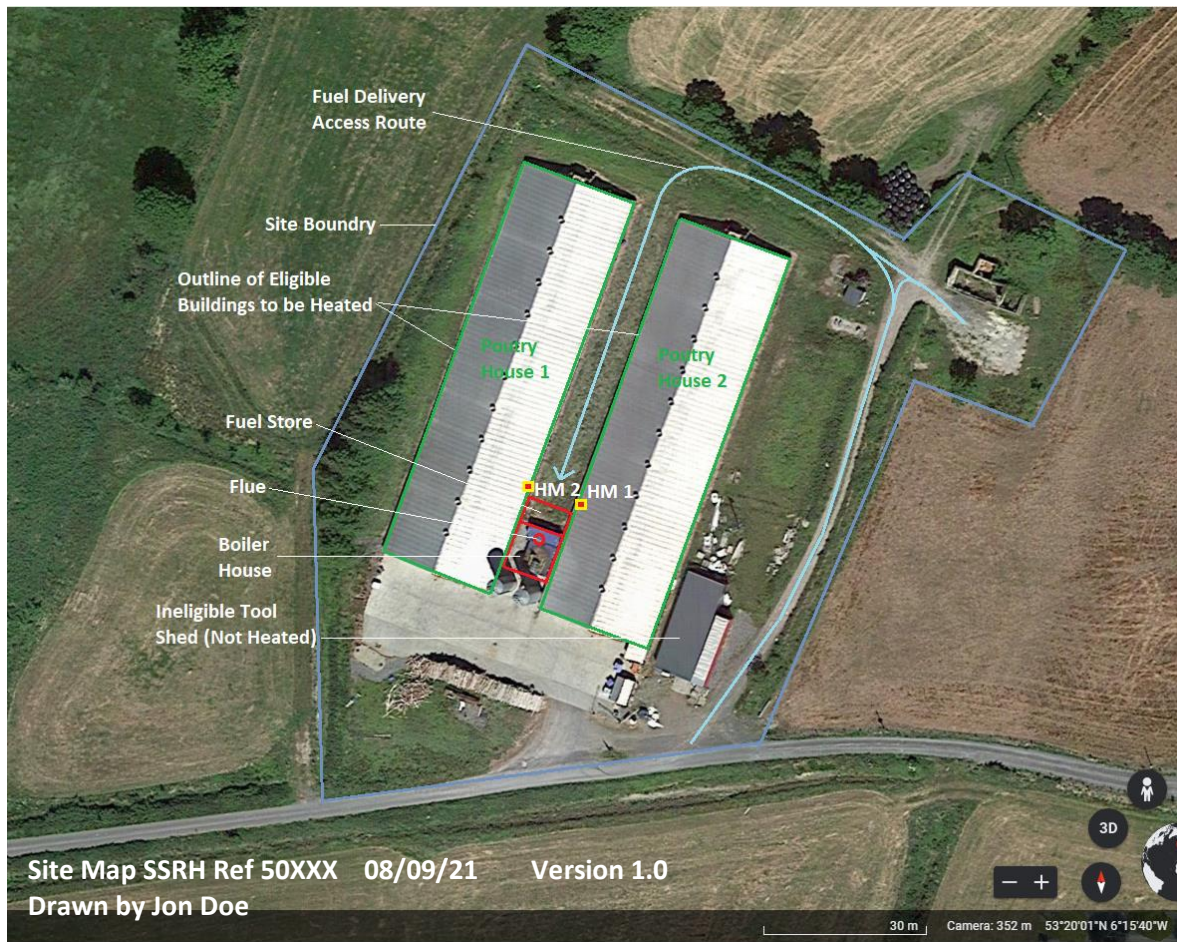 Fuel Delivery
Access Route
Site Boundry
Outline of Eligible
Buildings to be Heated
Poutry
House 1
Poutry
House 2
Fuel Store
HM 2
HM 1
Flue
Boiler
House
Ineligible Tool
Shed (Not Heated)
3D
Site Map SSRH Ref 50XXX 08/09/21 Version 1.0
Drawn by Jon Doe
30 m
Camera: 352 m 53°20'01"N 6°15'40"W